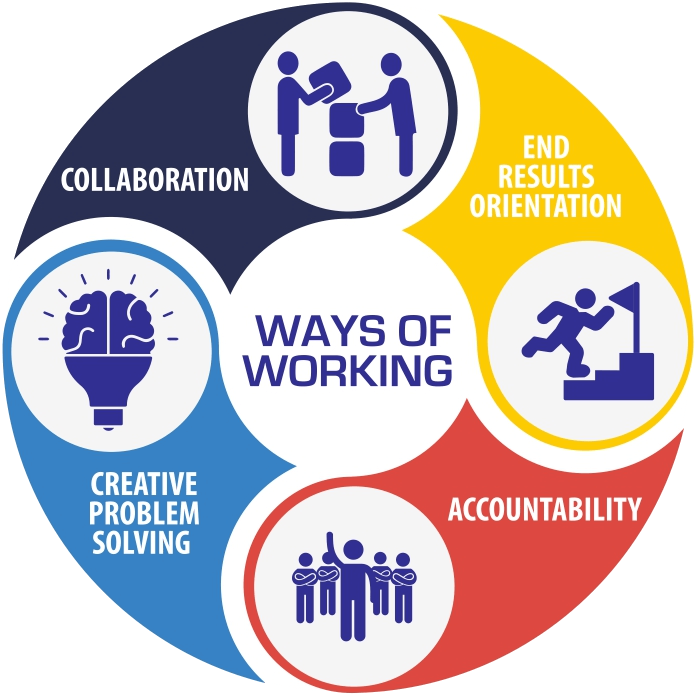 COLLABORATION
END
RESULTS
ORIENTATION
WAYS OF
WORKING
CREATIVE
PROBLEM
SOLVING
ACCOUNTABILITY